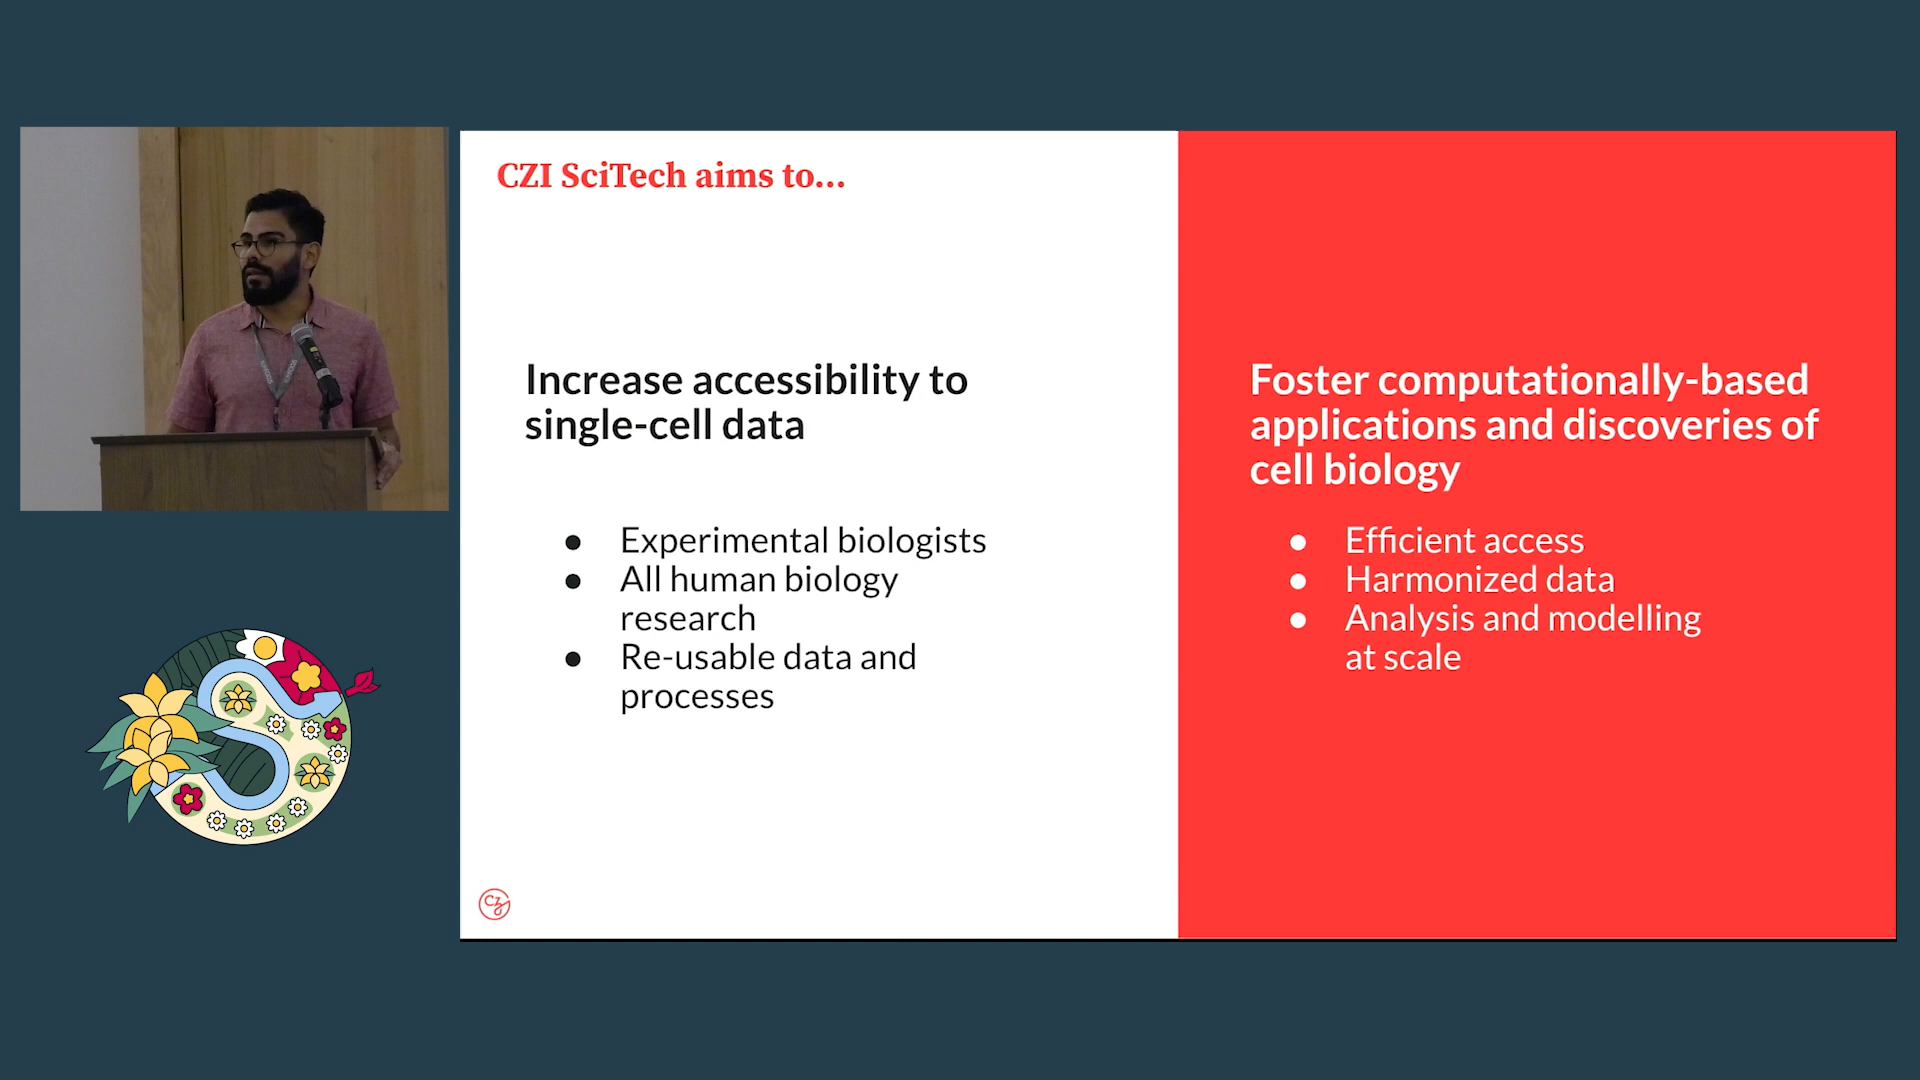 CZI SciTech aims to...
Increase accessibility to
single-cell data
● Experimental biologists
● All human biology
research
● Re-usable data and
processes
CZ
Foster computationally-based
applications and discoveries of
cell biology
● Efficient access
● Harmonized data
● Analysis and modelling
at scale